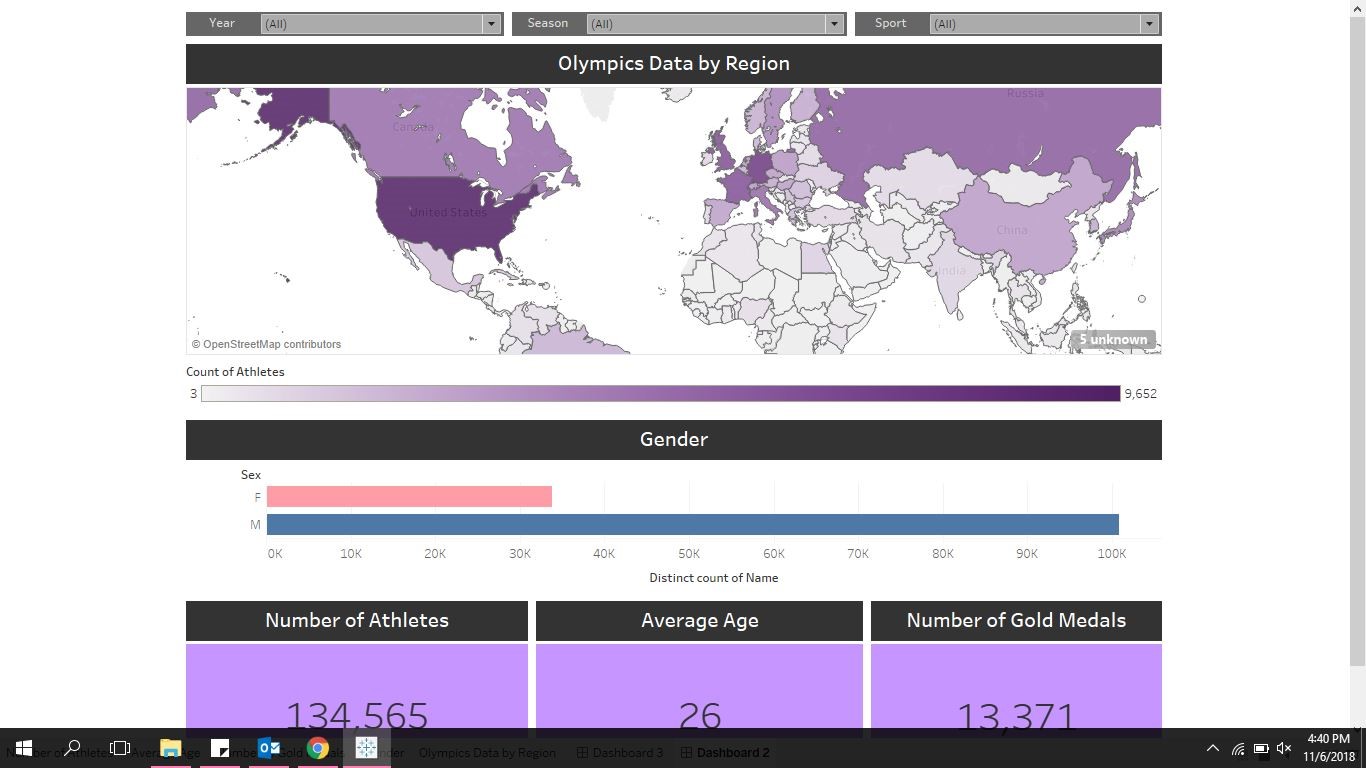 Year (All) Season (All) Sport (All)
Olympics Data by Region
Russia
Canada
United States
China
India
© OpenStreetMap contributors
5 unknown
Count of Athletes
3 9,652
Gender
Sex
F
M
0K 10K 20K 30K 40K 50K 60K 70K 80K 90K 100K
Distinct count of Name
Number of Athletes Average Age Number of Gold Medals
134,565 26 13,371
Olympics Data by Region Dashboard 3 Dashboard 2
4:40 PM
11/6/2018